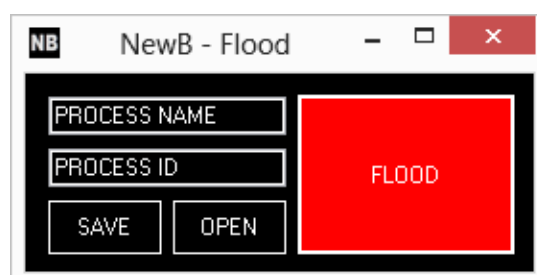 NB NewB - Flood
PROCESS NAME
PROCESS ID
FLOOD
SAVE OPEN